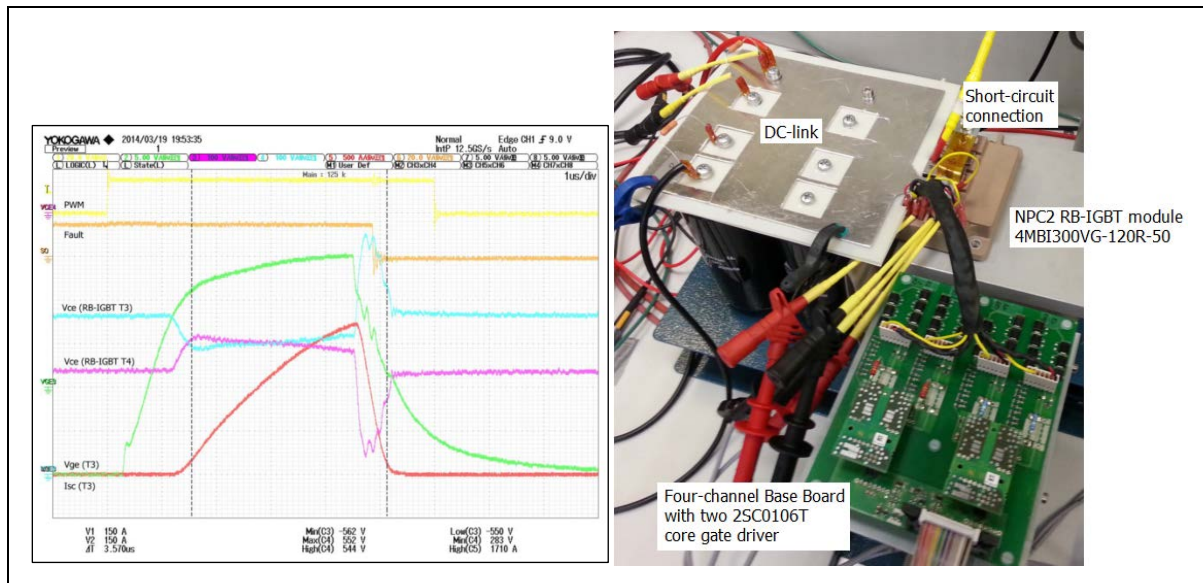 YOKOGAWA ◆ 2014/03/19 19:53:35
Normal Edge CH1 ƒ 9.0 V
Preview 1 IntP 12.5GS/s Auto
Main : 125 k
1us/div
PWM
Fault
Vce (RB-IGBT T3)
Vce (RB-IGBT T4)
Vge (T3)
Isc (T3)
V1 150 A
V2 150 A
ΔT 3.570us
Min(C3) -562 V
Max(C4) 552 V
High(C4) 544 V
Low(C3) -550 V
Min(C4) 283 V
High(C5) 1710 A
DC-link
Short-circuit
connection
NPC2 RB-IGBT module
4MBI300VG-120R-50
Four-channel Base Board
with two 2SC0106T
core gate driver